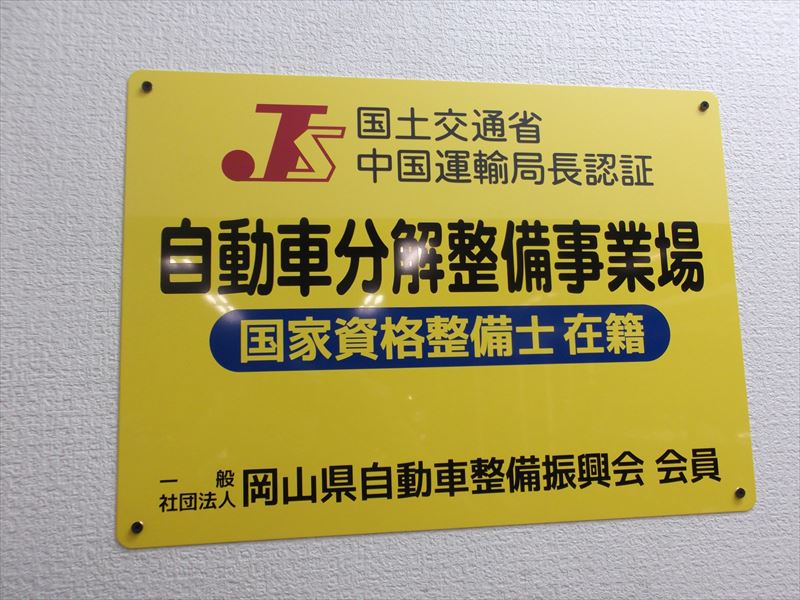 JS
国土交通省
中国運輸局長認証
自動車分解整備事業場
国家資格整備士 在籍
一般社団法人 岡山県自動車整備振興会 会員